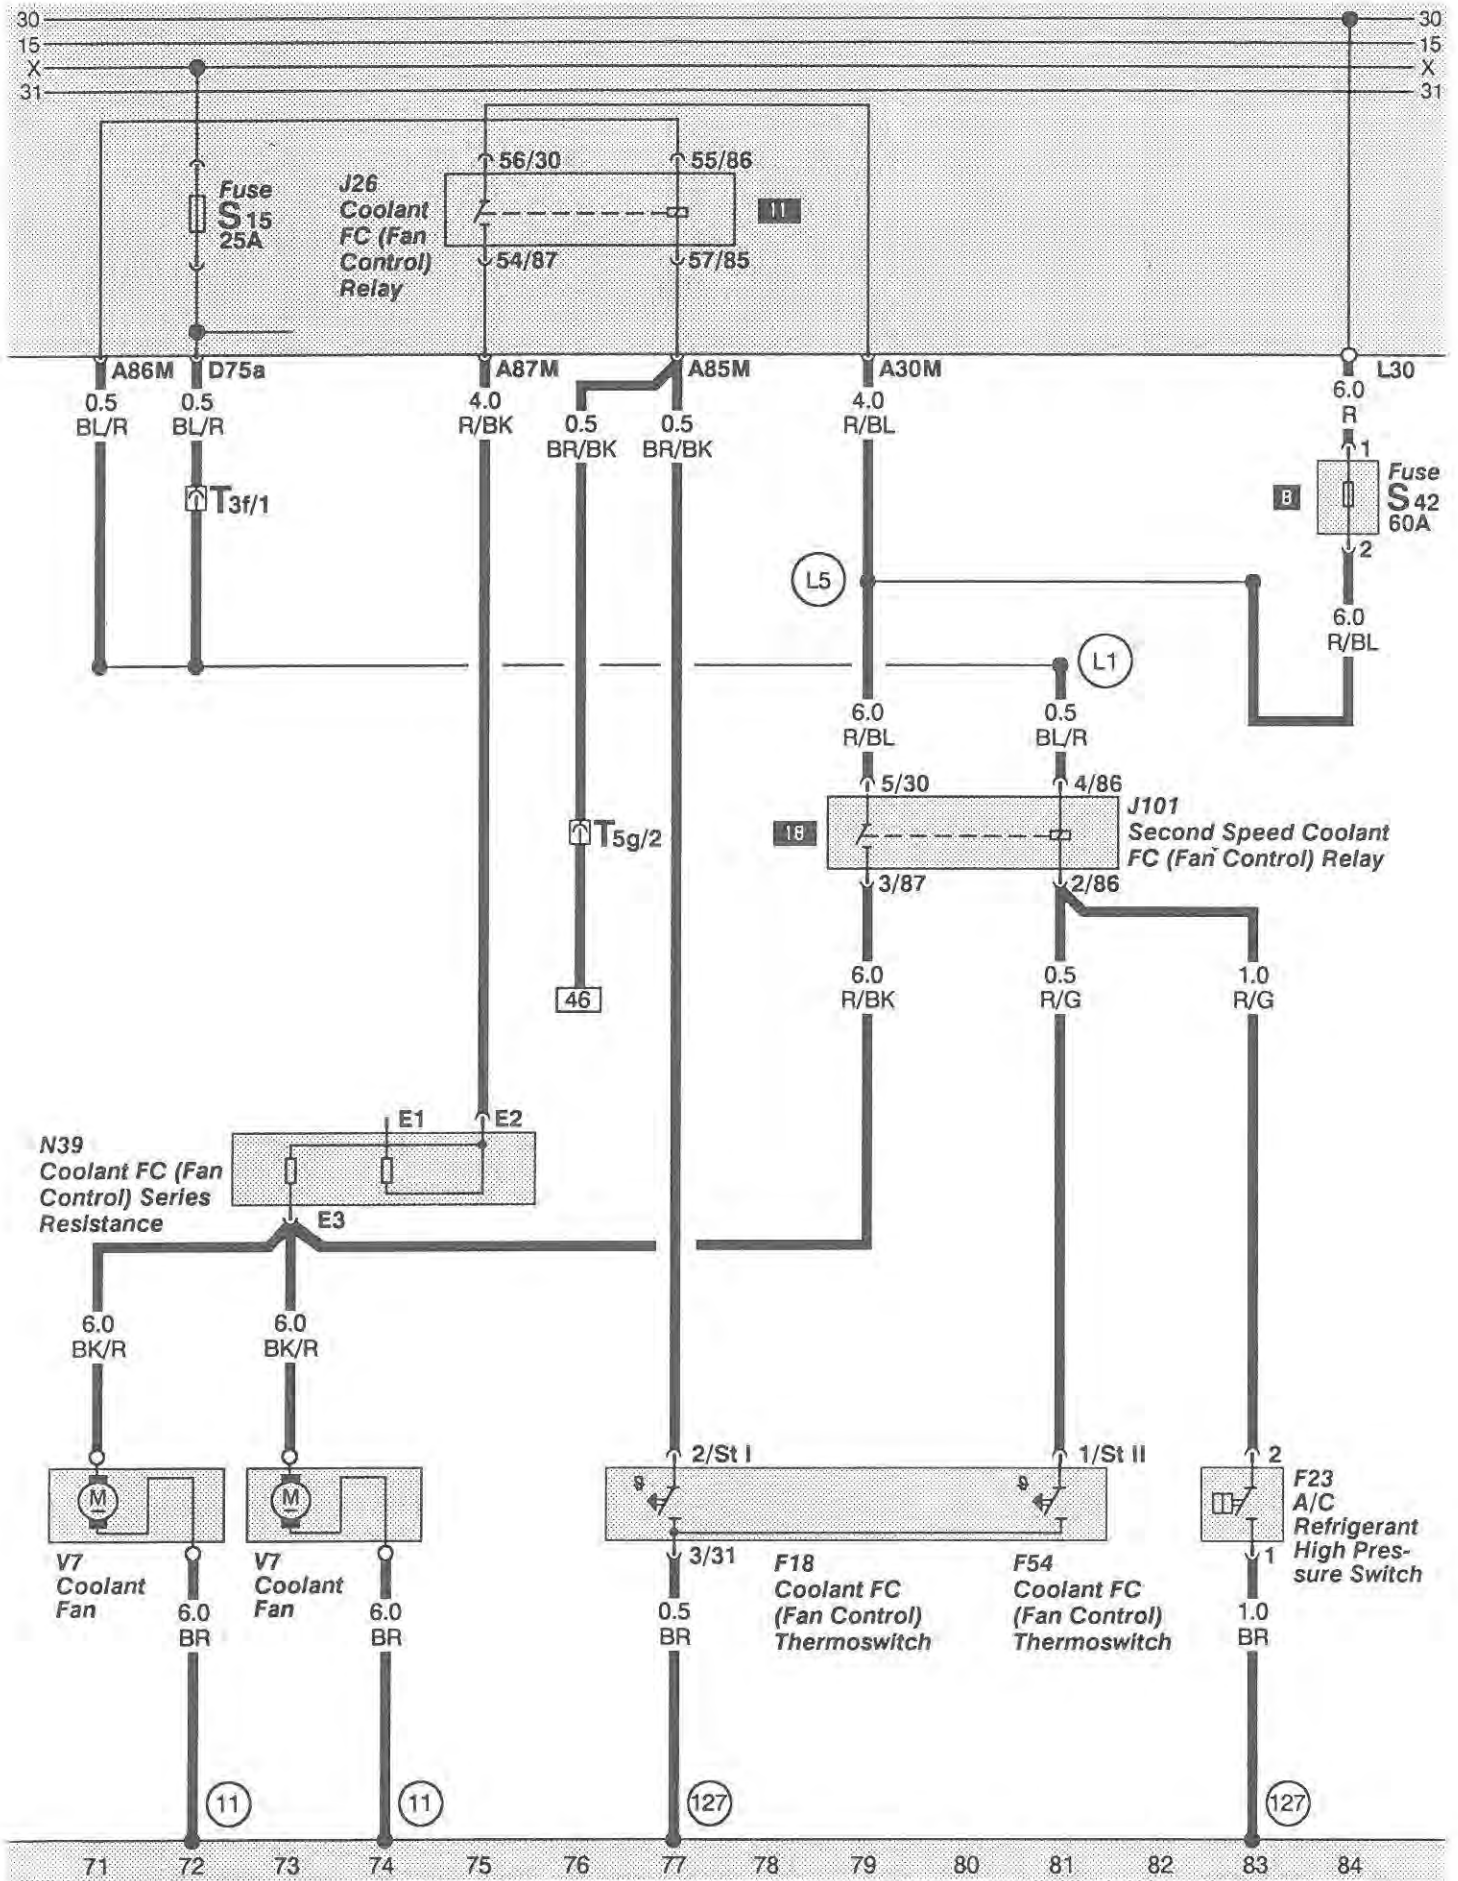 30
30
15
15
X
X
31
31
56/30
55/86
J26
Coolant
FC (Fan
Control)
Relay
Fuse
S 15
25A
11
54/87
57/85
A86M
D75a
A87M
A85M
A30M
L30
0.5
BL/R
0.5
BL/R
4.0
R/BK
0.5
BR/BK
0.5
BR/BK
4.0
R/BL
6.0
R
1
T3f/1
8
Fuse
S 42
60A
2
L5
6.0
R/BL
L1
6.0
R/BL
0.5
BL/R
5/30
4/86
J101
Second Speed Coolant
FC (Fan Control) Relay
18
T5g/2
3/87
2/86
46
6.0
R/BK
0.5
R/G
1.0
R/G
E1
E2
N39
Coolant FC (Fan
Control) Series
Resistance
E3
6.0
BK/R
6.0
BK/R
2/St I
1/St II
2
M
M
F23
A/C
Refrigerant
High Pres-
sure Switch
V7
Coolant
Fan
V7
Coolant
Fan
3/31
F18
Coolant FC
(Fan Control)
Thermoswitch
F54
Coolant FC
(Fan Control)
Thermoswitch
1
6.0
BR
6.0
BR
0.5
BR
1.0
BR
11
11
127
127
71
72
73
74
75
76
77
78
79
80
81
82
83
84